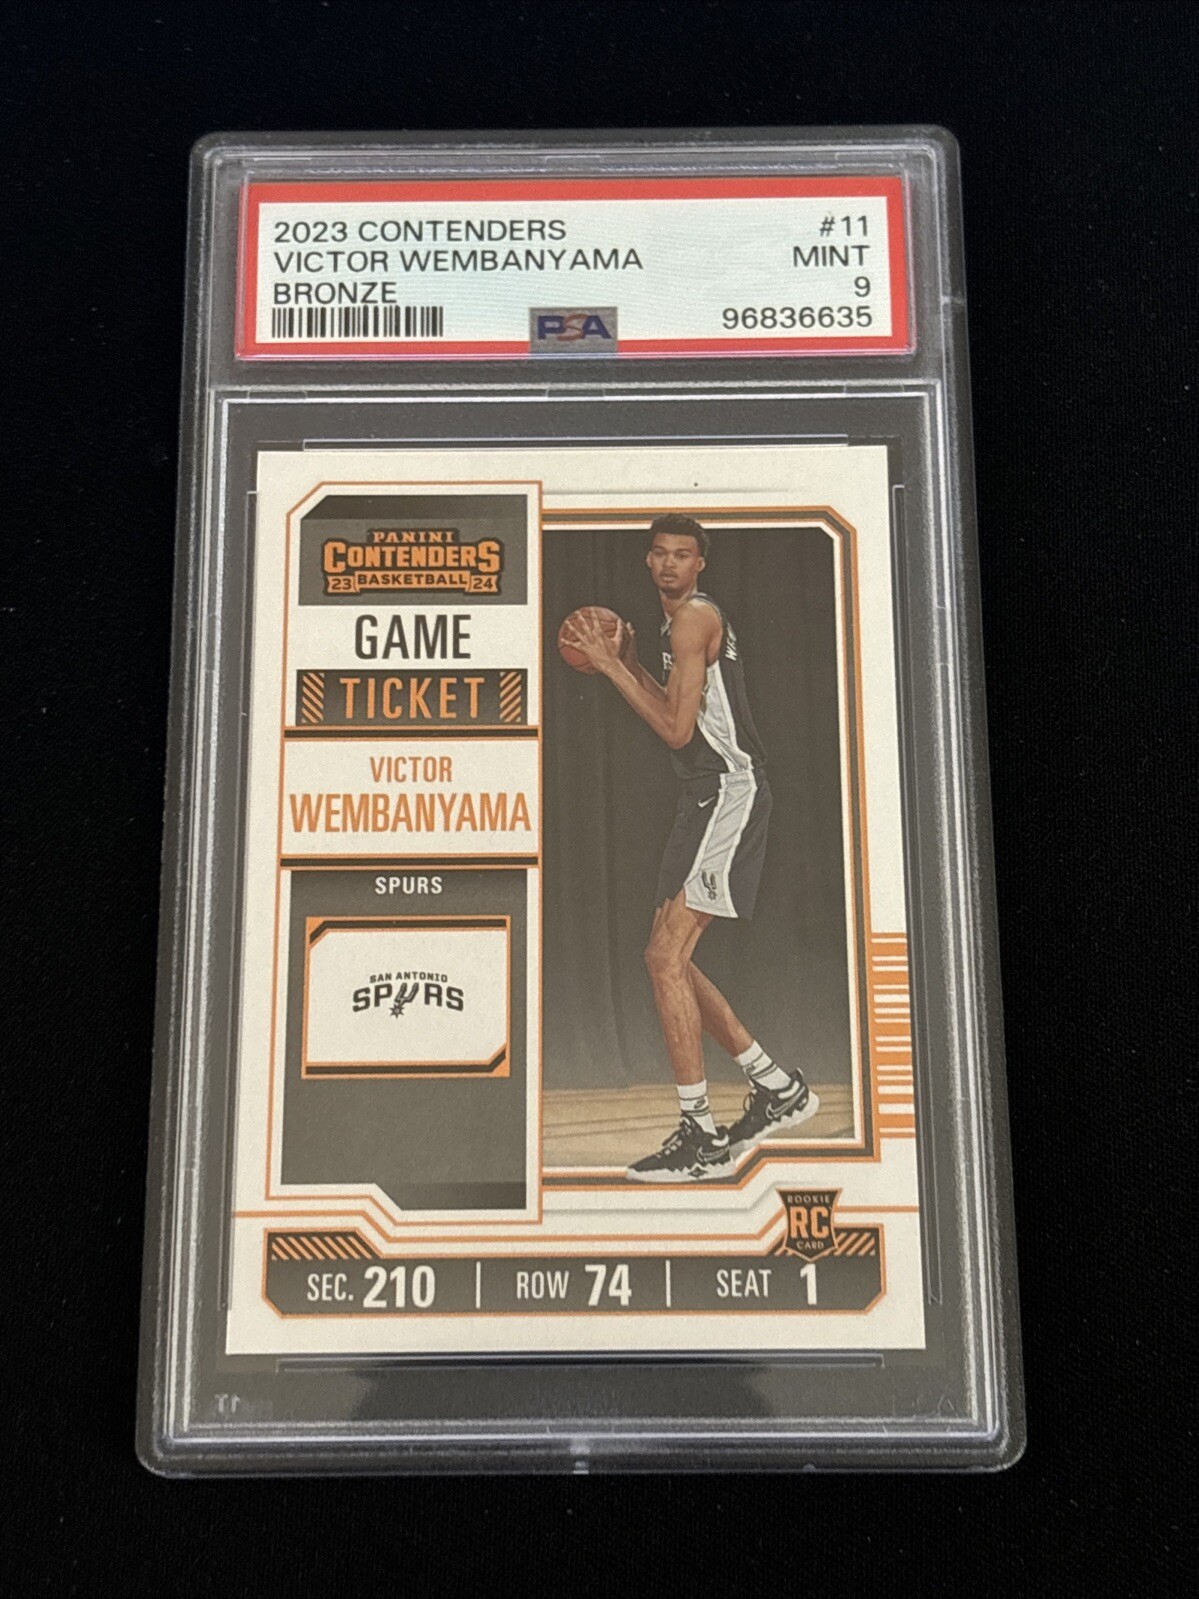 2023 CONTENDERS #11
VICTOR WEMBANYAMA MINT
BRONZE 9
PSA 96836635
PANINI
CONTENDERS
23 BASKETBALL 24
GAME
TICKET
VICTOR
WEMBANYAMA
SPURS
SAN ANTONIO
SPURS
ROOKIE
RC
CARD
SEC. 210 | ROW 74 | SEAT 1